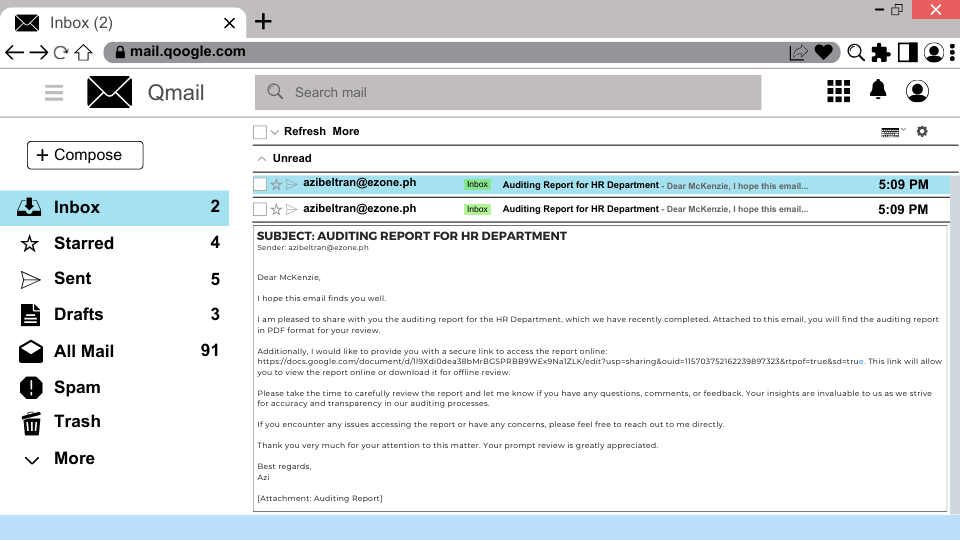 Inbox (2)
mail.qoogle.com
Qmail
Search mail
+ Compose
Refresh More
Unread
azibeltran@ezone.ph Inbox Auditing Report for HR Department - Dear McKenzie, I hope this email... 5:09 PM
azibeltran@ezone.ph Inbox Auditing Report for HR Department - Dear McKenzie, I hope this email... 5:09 PM
Inbox 2
Starred 4
Sent 5
Drafts 3
All Mail 91
Spam
Trash
More
SUBJECT: AUDITING REPORT FOR HR DEPARTMENT
Sender: azibeltran@ezone.ph
Dear McKenzie,
I hope this email finds you well.
I am pleased to share with you the auditing report for the HR Department, which we have recently completed. Attached to this email, you will find the auditing report
in PDF format for your review.
Additionally, I would like to provide you with a secure link to access the report online:
https://docs.google.com/document/d/1l9Xdi0dea38bMrBGSPRBB9WEx9Na1ZLK/edit?usp=sharing&ouid=115703752162239897323&rtpof=true&sd=true. This link will allow
you to view the report online or download it for offline review.
Please take the time to carefully review the report and let me know if you have any questions, comments, or feedback. Your insights are invaluable to us as we strive
for accuracy and transparency in our auditing processes.
If you encounter any issues accessing the report or have any concerns, please feel free to reach out to me directly.
Thank you very much for your attention to this matter. Your prompt review is greatly appreciated.
Best regards,
Azi
[Attachment: Auditing Report]